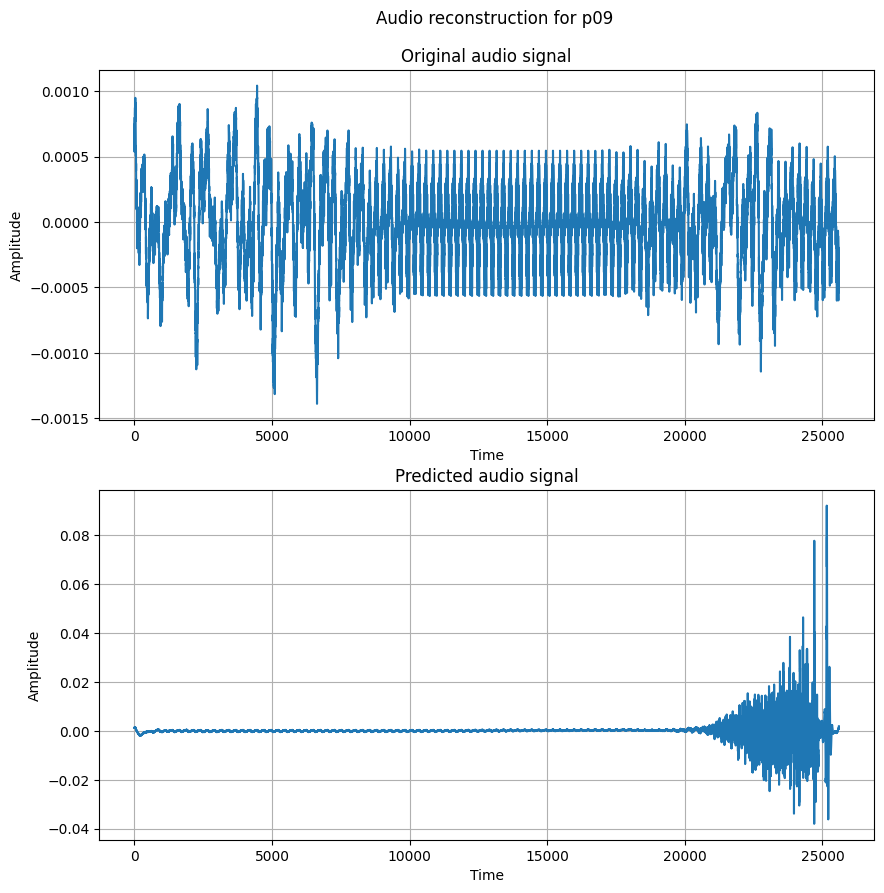 Audio reconstruction for p09
Original audio signal
0.0010
0.0005
0.0000
−0.0005
−0.0010
−0.0015
Amplitude
0 5000 10000 15000 20000 25000
Time
Predicted audio signal
0.08
0.06
0.04
0.02
0.00
−0.02
−0.04
Amplitude
0 5000 10000 15000 20000 25000
Time